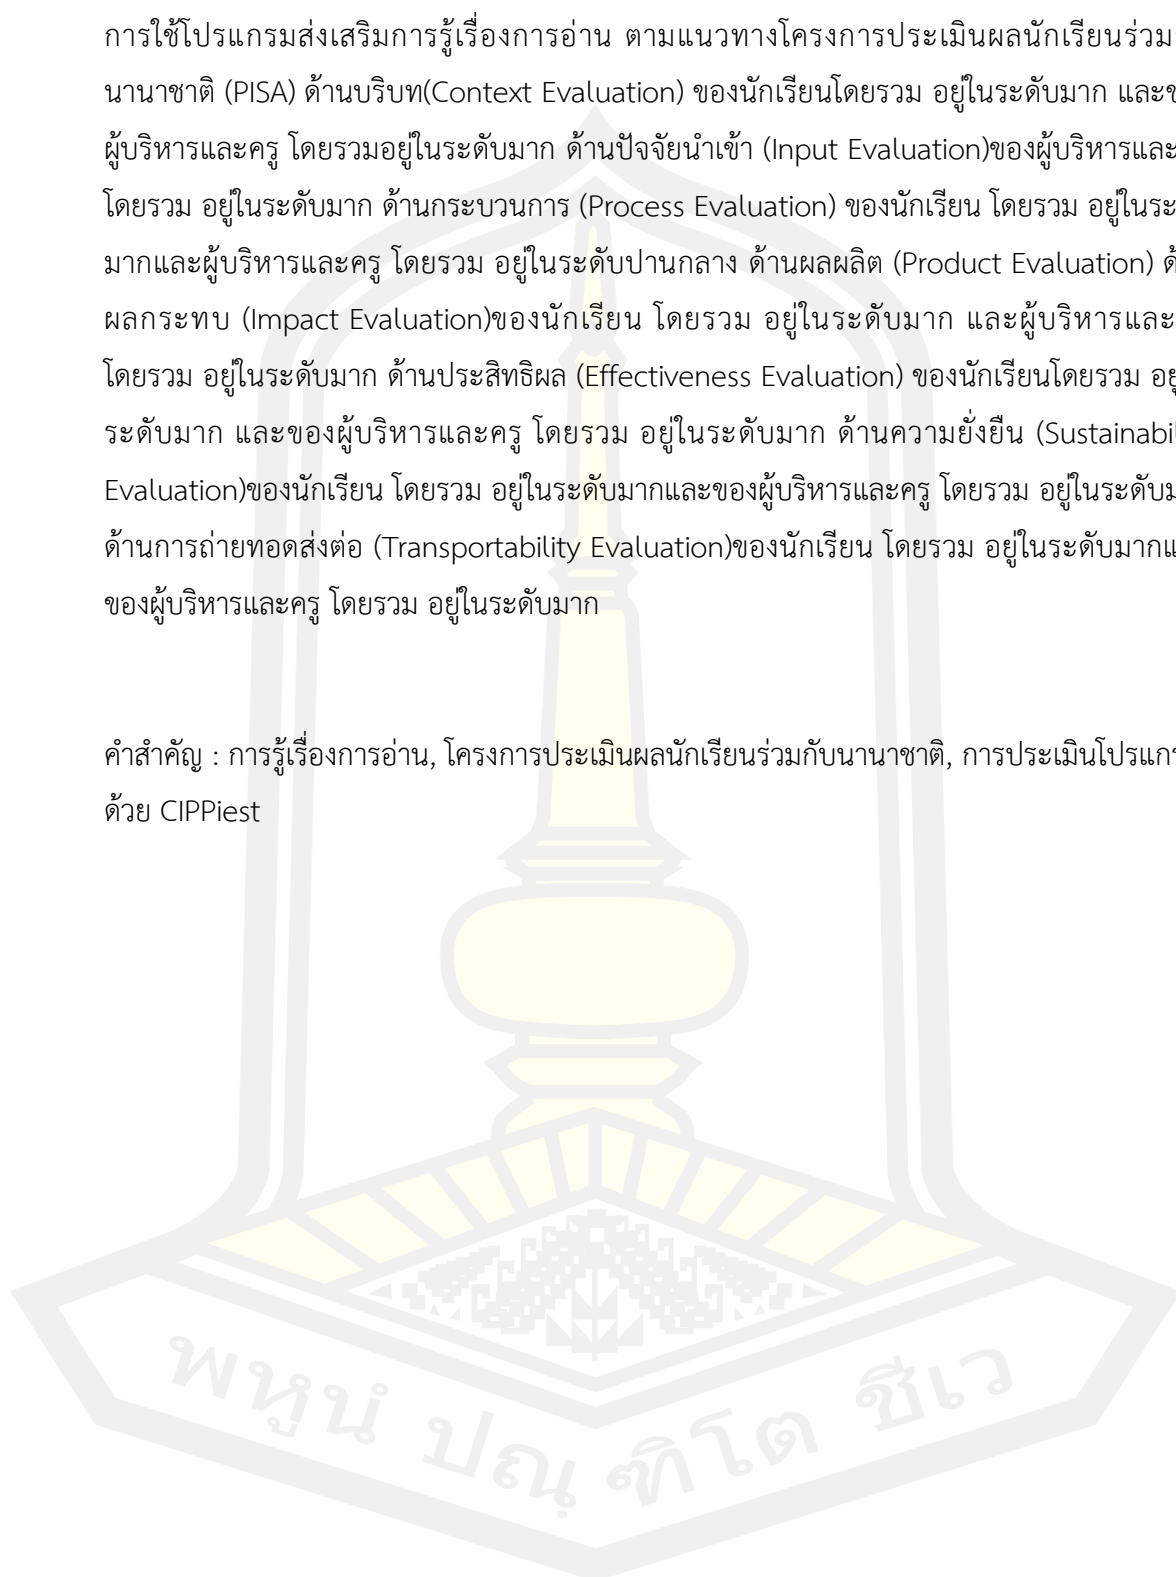 การใช้โปรแกรมส่งเสริมการรู้เรื่องการอ่าน ตามแนวทางโครงการประเมินผลนักเรียนร่วม
นานาชาติ (PISA) ด้านบริบท(Context Evaluation) ของนักเรียนโดยรวม อยู่ในระดับมาก และ
ผู้บริหารและครู โดยรวมอยู่ในระดับมาก ด้านปัจจัยนำเข้า (Input Evaluation)ของผู้บริหารและ
โดยรวม อยู่ในระดับมาก ด้านกระบวนการ (Process Evaluation) ของนักเรียน โดยรวม อยู่ในระ
มากและผู้บริหารและครู โดยรวม อยู่ในระดับปานกลาง ด้านผลผลิต (Product Evaluation)
ผลกระทบ (Impact Evaluation)ของนักเรียน โดยรวม อยู่ในระดับมาก และผู้บริหารและ
โดยรวม อยู่ในระดับมาก ด้านประสิทธิผล (Effectiveness Evaluation) ของนักเรียนโดยรวม อยู่
ระดับมาก และของผู้บริหารและครู โดยรวม อยู่ในระดับมาก ด้านความยั่งยืน (Sustainabil
Evaluation)ของนักเรียน โดยรวม อยู่ในระดับมากและของผู้บริหารและครู โดยรวม อยู่ในระดับม
ด้านการถ่ายทอดส่งต่อ (Transportability Evaluation)ของนักเรียน โดยรวม อยู่ในระดับมากแ
ของผู้บริหารและครู โดยรวม อยู่ในระดับมาก
คำสำคัญ : การรู้เรื่องการอ่าน, โครงการประเมินผลนักเรียนร่วมกับนานาชาติ, การประเมินโปรแกร
ด้วย CIPPiest
พหูนํ ปณฺฑิโต ชีเว